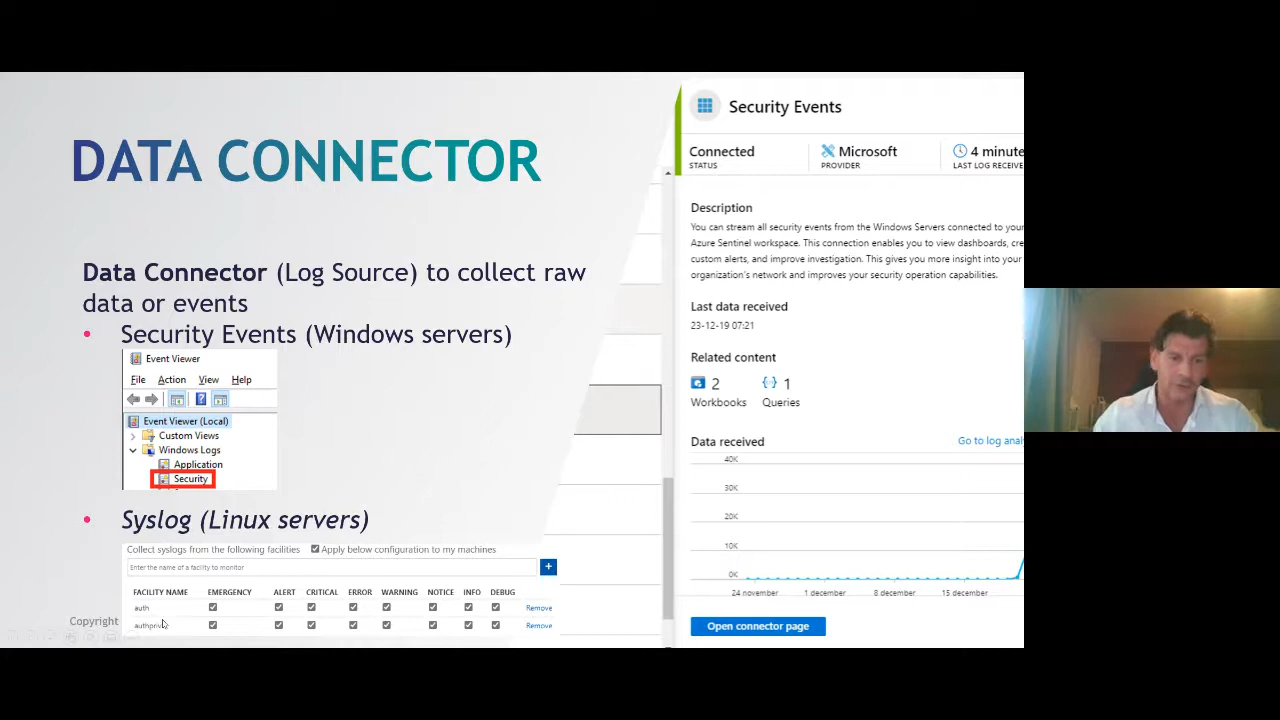 DATA CONNECTOR
Data Connector (Log Source) to collect raw
data or events
• Security Events (Windows servers)
Event Viewer
File Action View Help
Event Viewer (Local)
Custom Views
Windows Logs
Application
Security
• Syslog (Linux servers)
Collect syslogs from the following facilities Apply below configuration to my machines
Enter the name of a facility to monitor
+
FACILITY NAME EMERGENCY ALERT CRITICAL ERROR WARNING NOTICE INFO DEBUG
auth Remove
authpriv Remove
Copyright
Security Events
Connected Microsoft 4 minute
STATUS PROVIDER LAST LOG RECEIVE
Description
You can stream all security events from the Windows Servers connected to your
Azure Sentinel workspace. This connection enables you to view dashboards, cre
custom alerts, and improve investigation. This gives you more insight into your
organization's network and improves your security operation capabilities.
Last data received
23-12-19 07:21
Related content
2 1
Workbooks Queries
Data received Go to log anal
40K
30K
20K
10K
0K
24 november 1 december 8 december 15 december
Open connector page